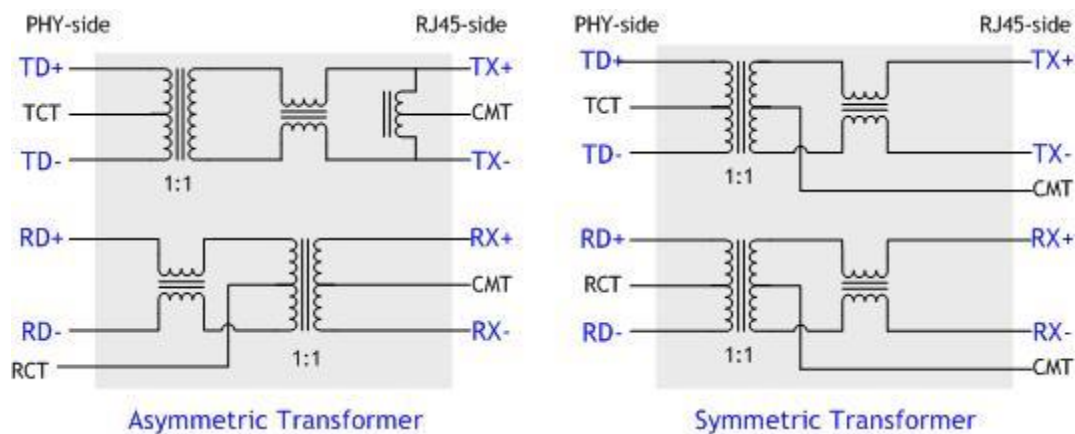 PHY-side
RJ45-side
TD+
TX+
TCT
CMT
TD-
TX-
1:1
RD+
RX+
CMT
RD-
RX-
RCT
1:1
Asymmetric Transformer
PHY-side
RJ45-side
TD+
TX+
TCT
TD-
TX-
1:1
CMT
RD+
RX+
RCT
RD-
RX-
1:1
CMT
Symmetric Transformer